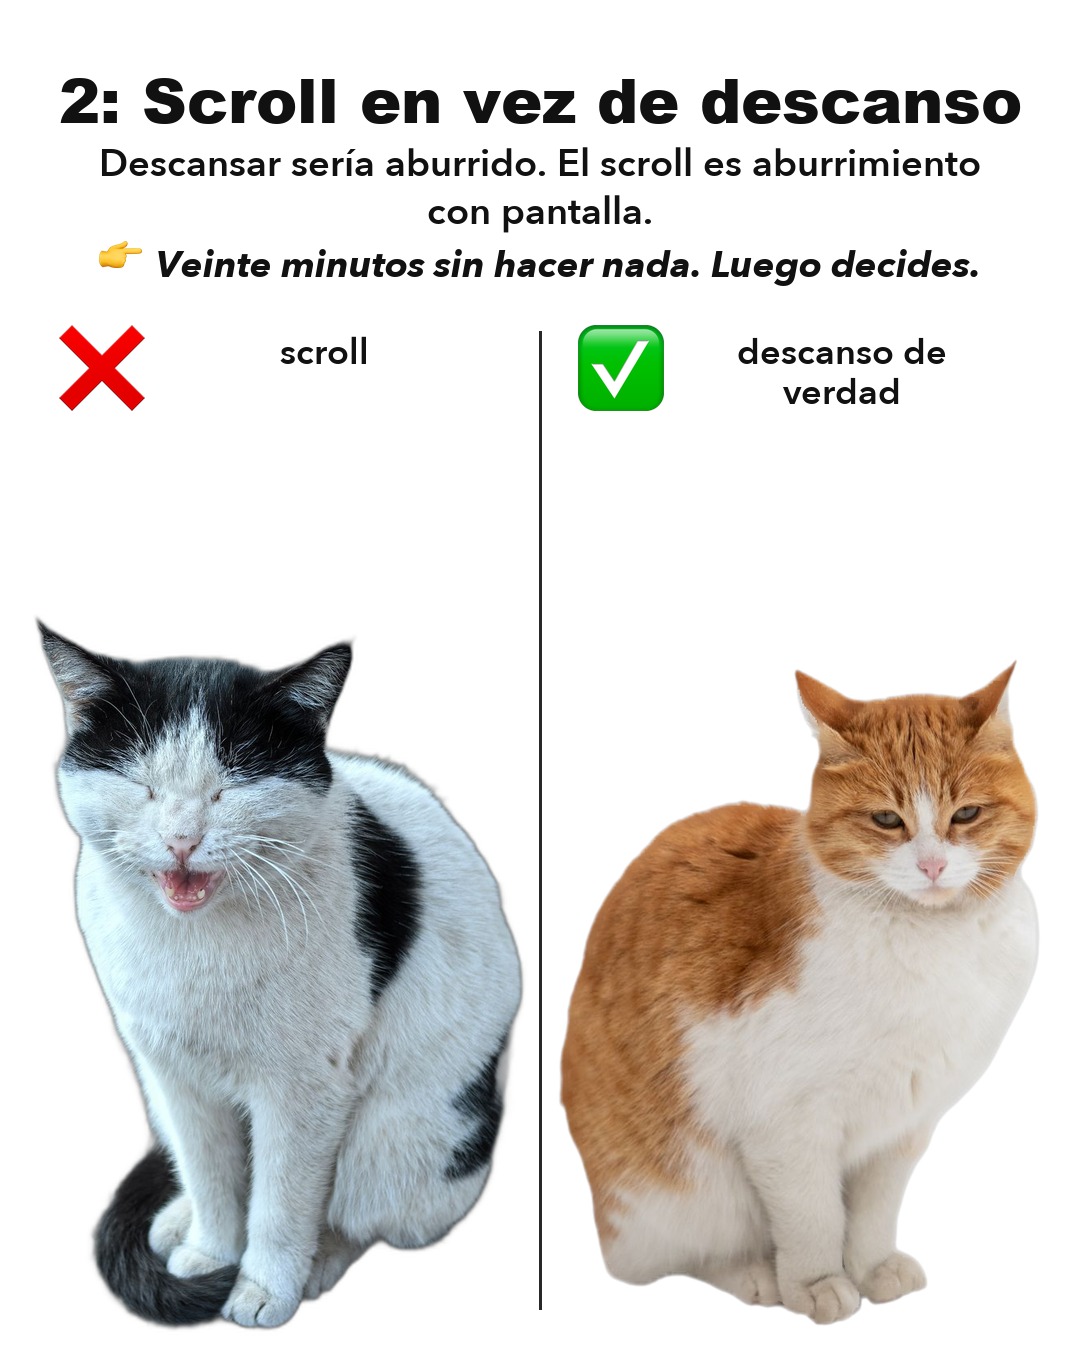 2: Scroll en vez de descanso
Descansar sería aburrido. El scroll es aburrimiento
con pantalla.
👉 Veinte minutos sin hacer nada. Luego decides.
❌ scroll
✅ descanso de
verdad